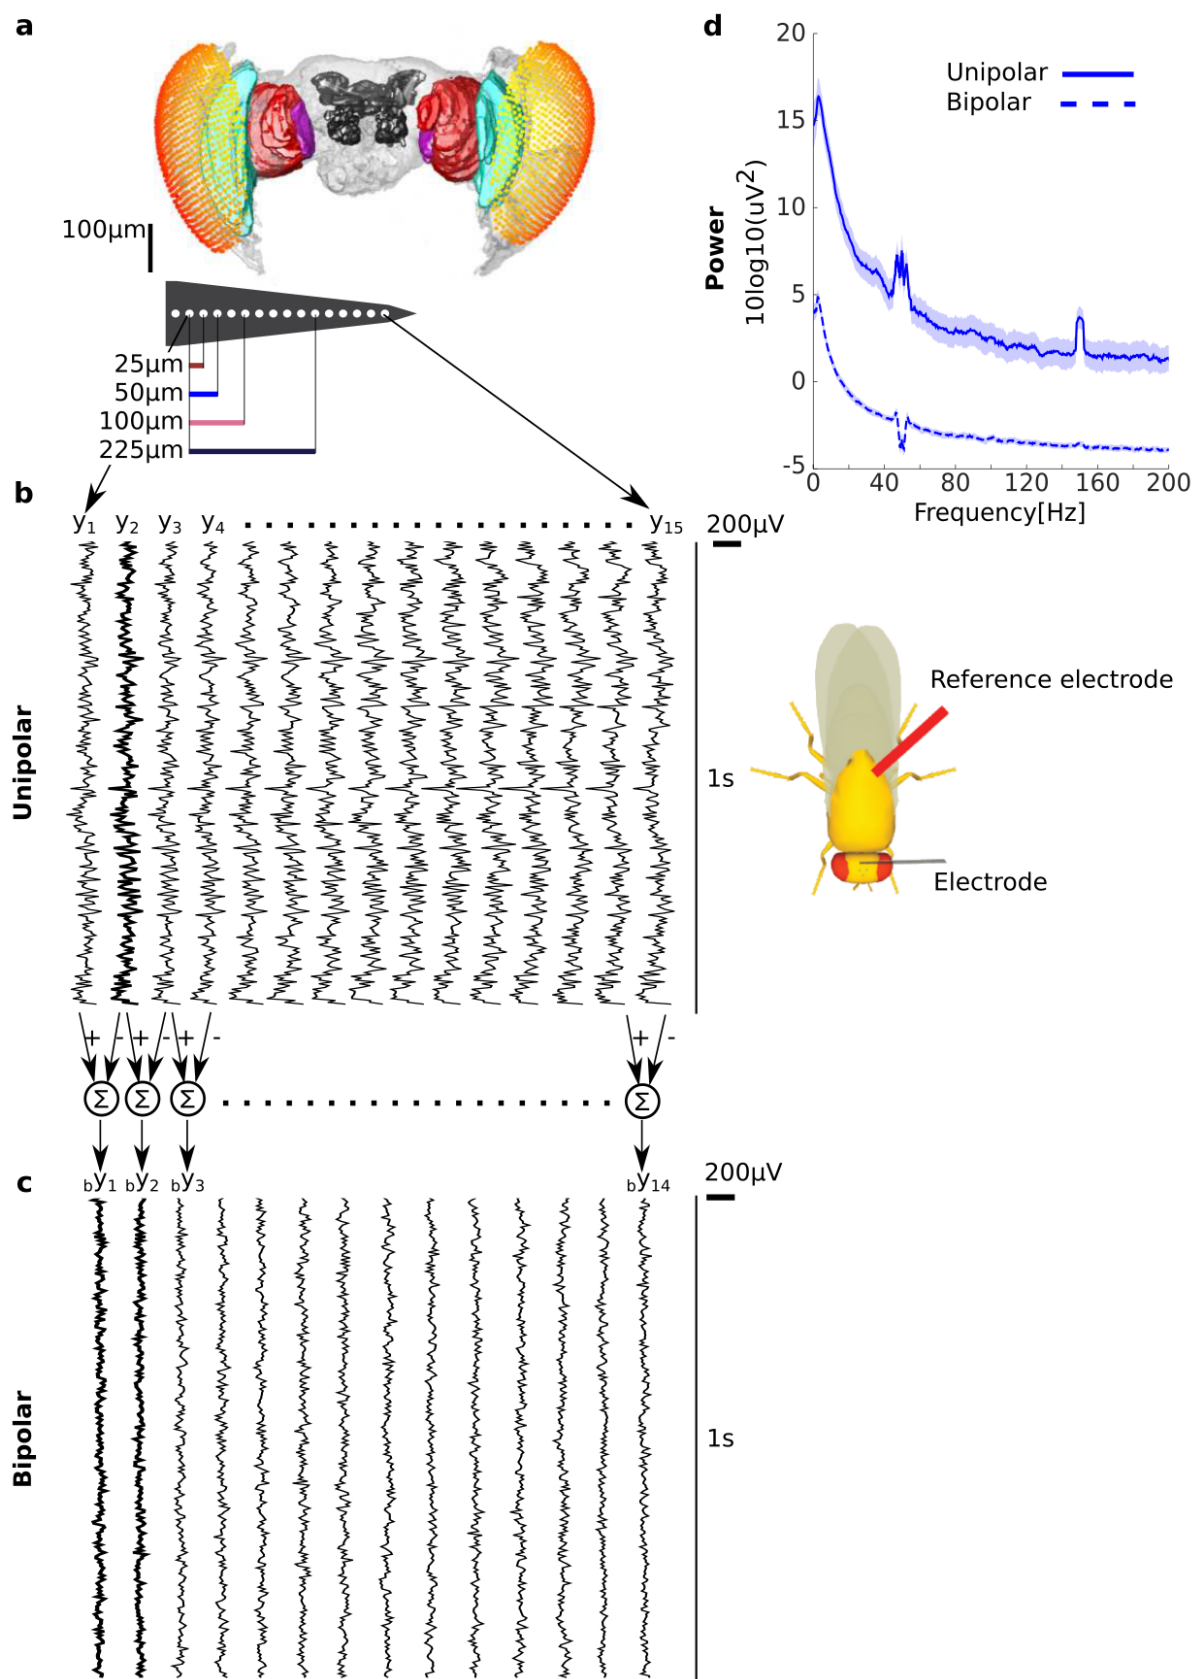 a
100μm
25μm
50μm
100μm
225μm
d
Unipolar
Bipolar
Power
10log10(uV²)
20
15
10
5
0
-5
0 40 80 120 160 200
Frequency[Hz]
b
y₁ y₂ y₃ y₄ y₁₅
200μV
Unipolar
1s
Reference electrode
Electrode
+ - + - + - + -
Σ Σ Σ Σ
c
by₁ by₂ by₃ by₁₄
200μV
Bipolar
1s